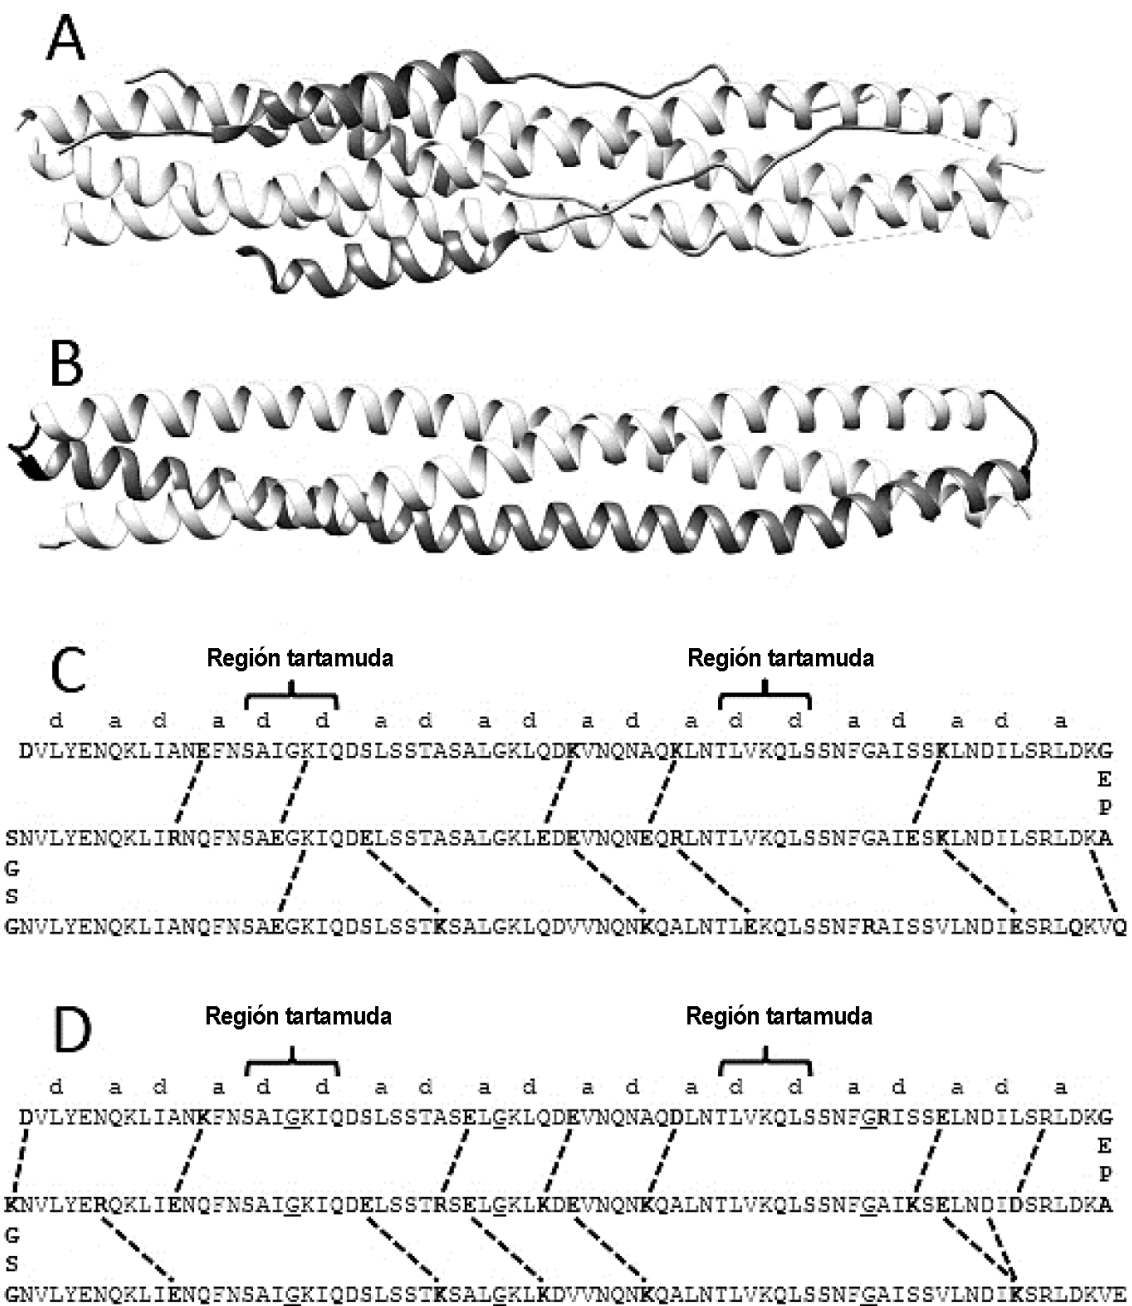 A
B
C
Región tartamuda Región tartamuda
d a d a d d a d a d a d d a d a d a
DVLYENQKLIANEFNSAIGKIQDSLSSTASALGKLQDKVNQNAQKLNTLVKQLSSNFGAISSKLNDILSRLDKG
E
P
SNVLYENQKLIRNQFNSAEGKIQDELSSTASALGKLEDEVNQNEQRLNTLVKQLSSNFGAIESKLNDILSRLDKA
G
S
GNVLYENQKLIANQFNSAEGKIQDSLSSTKSALGKLQDVVNQNKQALNTLEKQLSSNFRAISSVLNDIESRLQKVQ
D
Región tartamuda Región tartamuda
d a d a d d a d a d a d d a d a d a
DVLYENQKLIANKFNSAIGKIQDSLSSTASELGKLQDEVNQNAQDLNTLVKQLSSNFGRISSELNDILSRLDKG
E
P
KNVLYERQKLIENQFNSAIGKIQDELSSTRSELGKLKDEVNQNKQALNTLVKQLSSNFGAIKSELNDIDSRLDKA
G
S
GNVLYENQKLIENQFNSAIGKIQDSLSSTKSALGKLKDVVNQNKQALNTLVKQLSSNFGAISSVLNDIKSRLDKVE